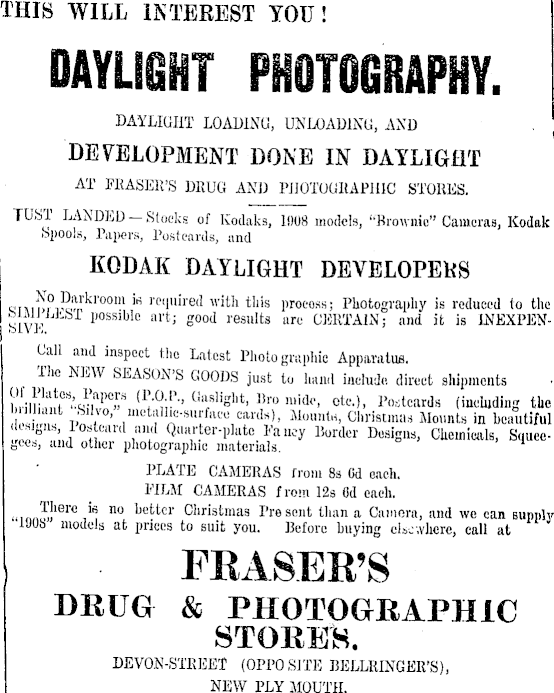 THIS WILL INTEREST YOU!
DAYLIGHT PHOTOGRAPHY.
DAYLIGHT LOADING, UNLOADING, AND
DEVELOPMENT DONE IN DAYLIGHT
AT FRASER'S DRUG AND PHOTOGRAPHIC STORES.
JUST LANDED — Stocks of Kodaks, 1908 models, "Brownie" Cameras, Kodak
Spools, Papers, Postcards, and
KODAK DAYLIGHT DEVELOPERS
No Darkroom is required with this process; Photography is reduced to the
SIMPLEST possible art; good results are CERTAIN; and it is INEXPEN-
SIVE.
Call and inspect the Latest Photographic Apparatus.
The NEW SEASON'S GOODS just to hand include direct shipments
Of Plates, Papers (P.O.P., Gaslight, Bromide, etc.), Postcards (including the
brilliant "Silvo," metallic-surface cards), Mounts, Christmas Mounts in beautiful
designs, Postcard and Quarter-plate Fancy Border Designs, Chemicals, Squee-
gees, and other photographic materials.
PLATE CAMERAS from 8s 6d each.
FILM CAMERAS from 12s 6d each.
There is no better Christmas Present than a Camera, and we can supply
"1908" models at prices to suit you. Before buying elsewhere, call at
FRASER'S
DRUG & PHOTOGRAPHIC
STORES.
DEVON-STREET (OPPOSITE BELLRINGER'S),
NEW PLYMOUTH.